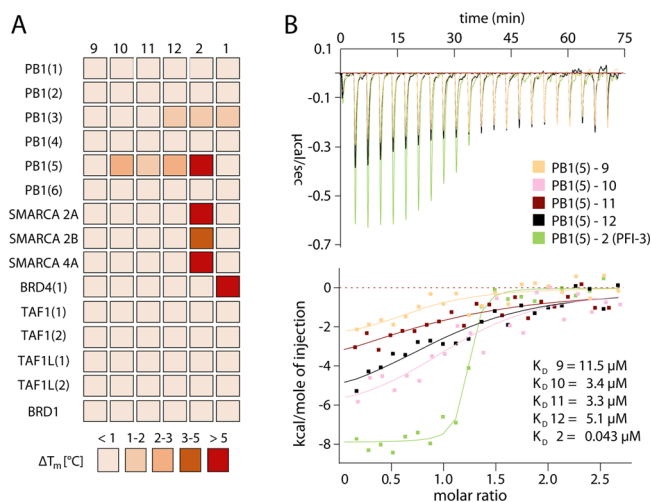 A
9 10 11 12 2 1
PB1(1)
PB1(2)
PB1(3)
PB1(4)
PB1(5)
PB1(6)
SMARCA 2A
SMARCA 2B
SMARCA 4A
BRD4(1)
TAF1(1)
TAF1(2)
TAF1L(1)
TAF1L(2)
BRD1
< 1 1-2 2-3 3-5 > 5
ΔTm [°C]
B
time (min)
0 15 30 45 60 75
0.1
-0.1
-0.3
-0.5
-0.7
µcal/sec
PB1(5) - 9
PB1(5) - 10
PB1(5) - 11
PB1(5) - 12
PB1(5) - 2 (PFI-3)
0
-2
-4
-6
-8
kcal/mole of injection
KD 9 = 11.5 µM
KD 10 = 3.4 µM
KD 11 = 3.3 µM
KD 12 = 5.1 µM
KD 2 = 0.043 µM
0.0 0.5 1.0 1.5 2.0 2.5
molar ratio